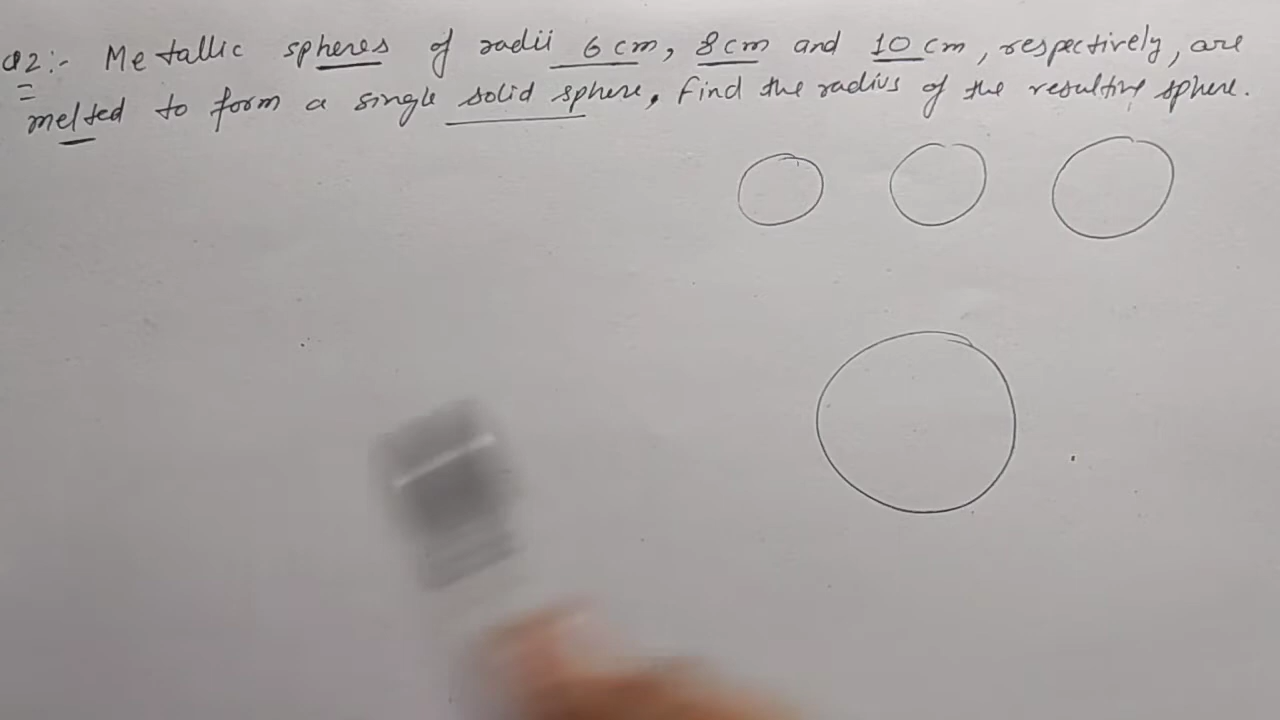 Q2:- Metallic spheres of radii 6 cm, 8 cm and 10 cm, respectively, are
melted to form a single solid sphere, Find the radius of the resulting sphere.